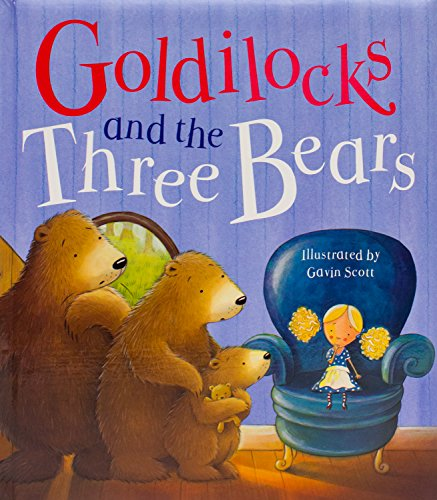 Goldilocks
and the
Three Bears
Illustrated by
Gavin Scott